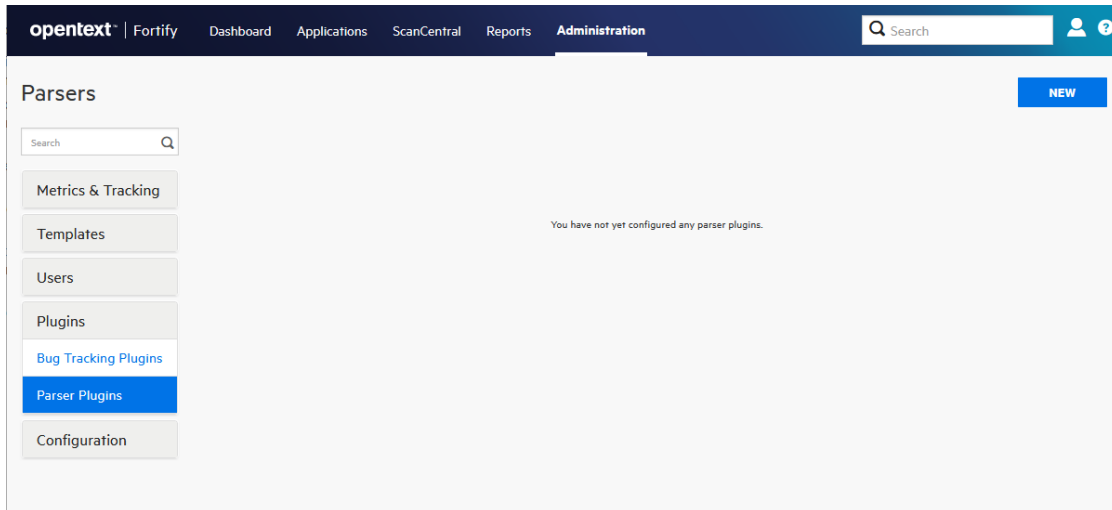 opentext™ | Fortify Dashboard Applications ScanCentral Reports Administration Search
Parsers
NEW
Search
Metrics & Tracking
Templates
Users
Plugins
Bug Tracking Plugins
Parser Plugins
Configuration
You have not yet configured any parser plugins.